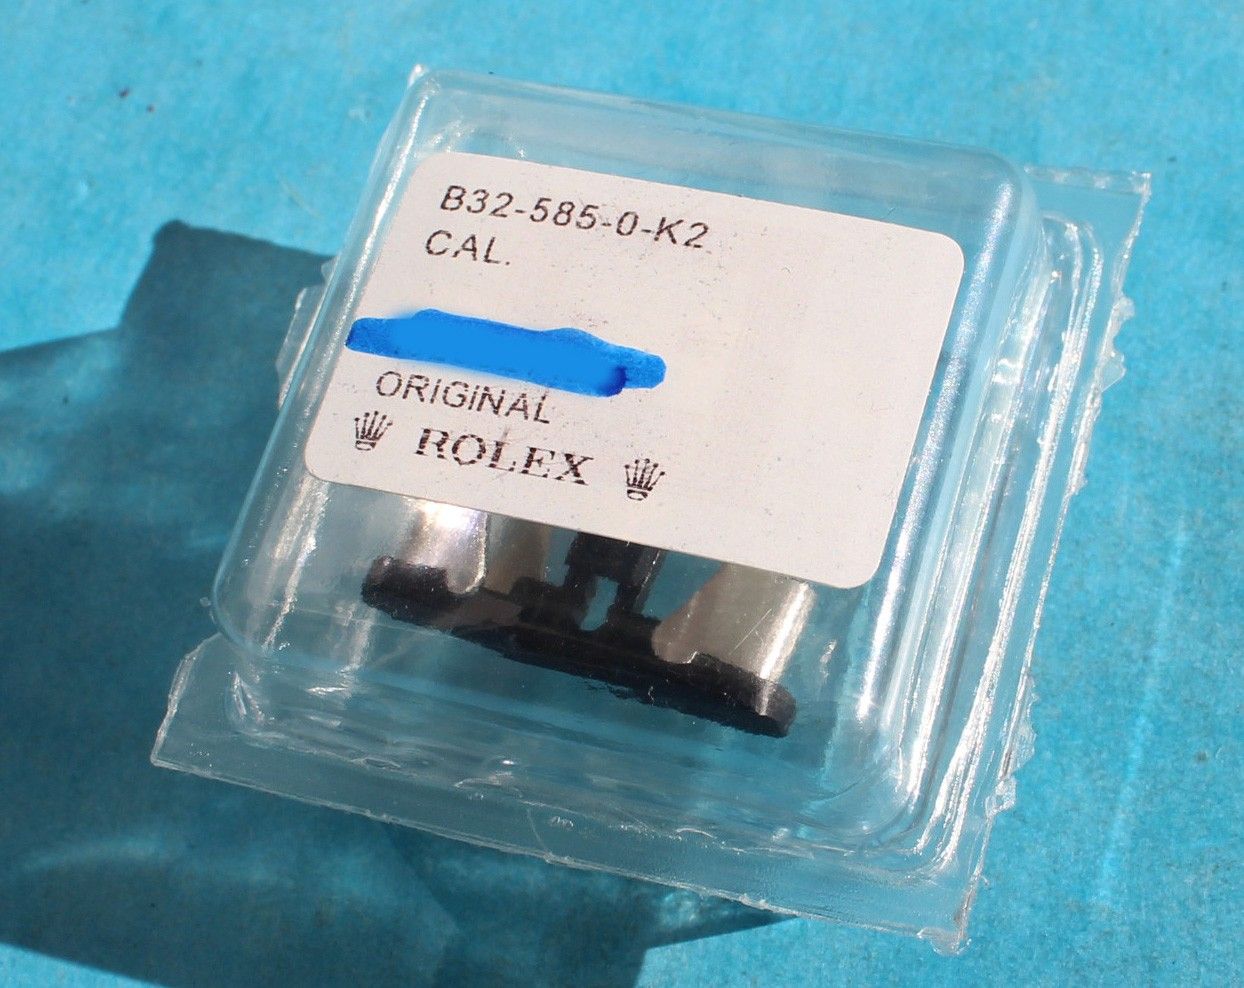 B32-585-0-K2
CAL.
ORIGINAL
ROLEX